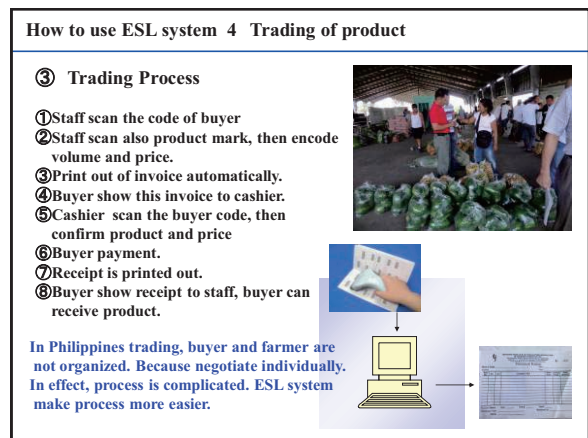 How to use ESL system 4 Trading of product
③ Trading Process
①Staff scan the code of buyer
②Staff scan also product mark, then encode
volume and price.
③Print out of invoice automatically.
④Buyer show this invoice to cashier.
⑤Cashier scan the buyer code, then
confirm product and price
⑥Buyer payment.
⑦Receipt is printed out.
⑧Buyer show receipt to staff, buyer can
receive product.
In Philippines trading, buyer and farmer are
not organized. Because negotiate individually.
In effect, process is complicated. ESL system
make process more easier.